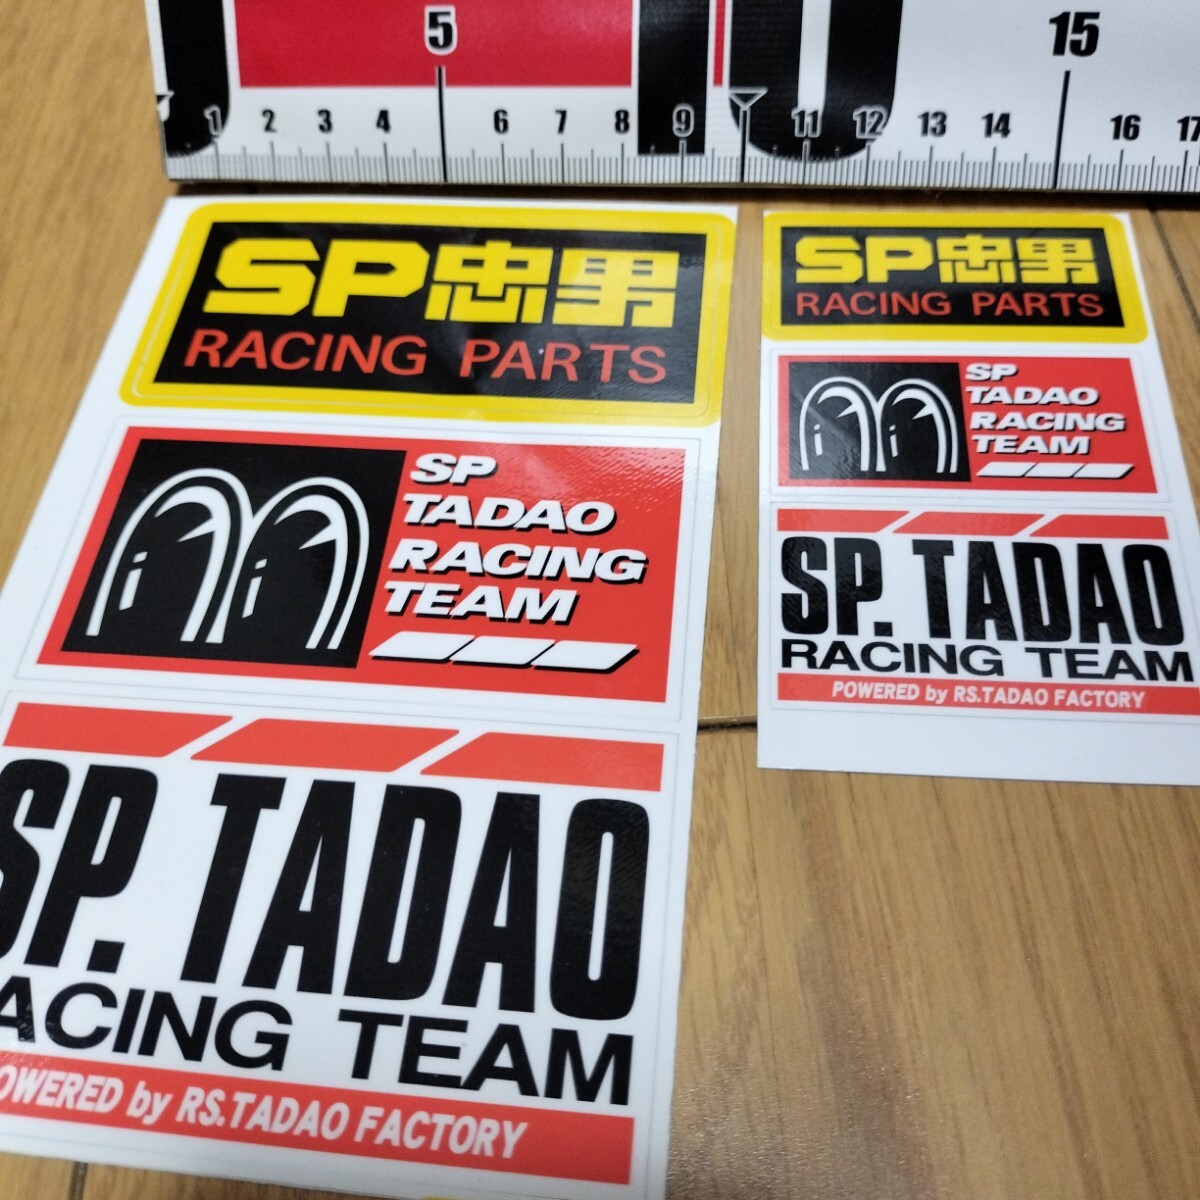 5
15
1 2 3 4 6 7 8 9 11 12 13 14 16 17
SP忠男
RACING PARTS
SP
TADAO
RACING
TEAM
SP. TADAO
RACING TEAM
POWERED by RS.TADAO FACTORY
SP忠男
RACING PARTS
SP
TADAO
RACING
TEAM
SP. TADAO
RACING TEAM
POWERED by RS.TADAO FACTORY